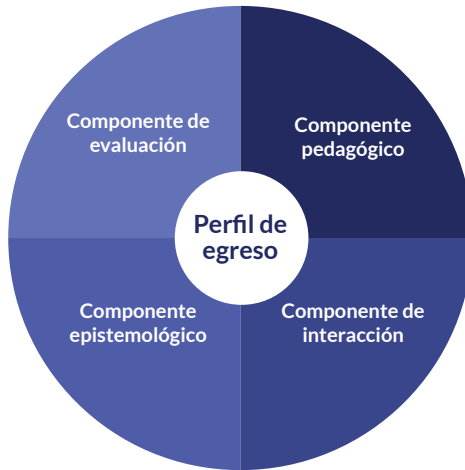 Componente de
evaluación
Componente
pedagógico
Perfil de
egreso
Componente
epistemológico
Componente de
interacción